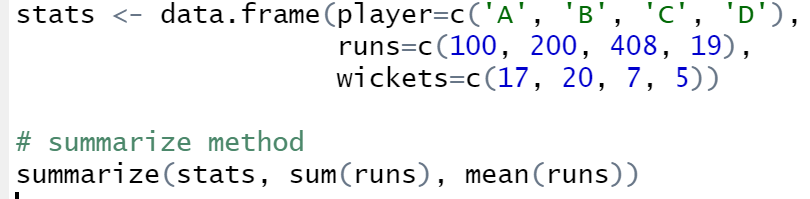 stats <- data.frame(player=c('A', 'B', 'C', 'D'),
runs=c(100, 200, 408, 19),
wickets=c(17, 20, 7, 5))
# summarize method
summarize(stats, sum(runs), mean(runs))